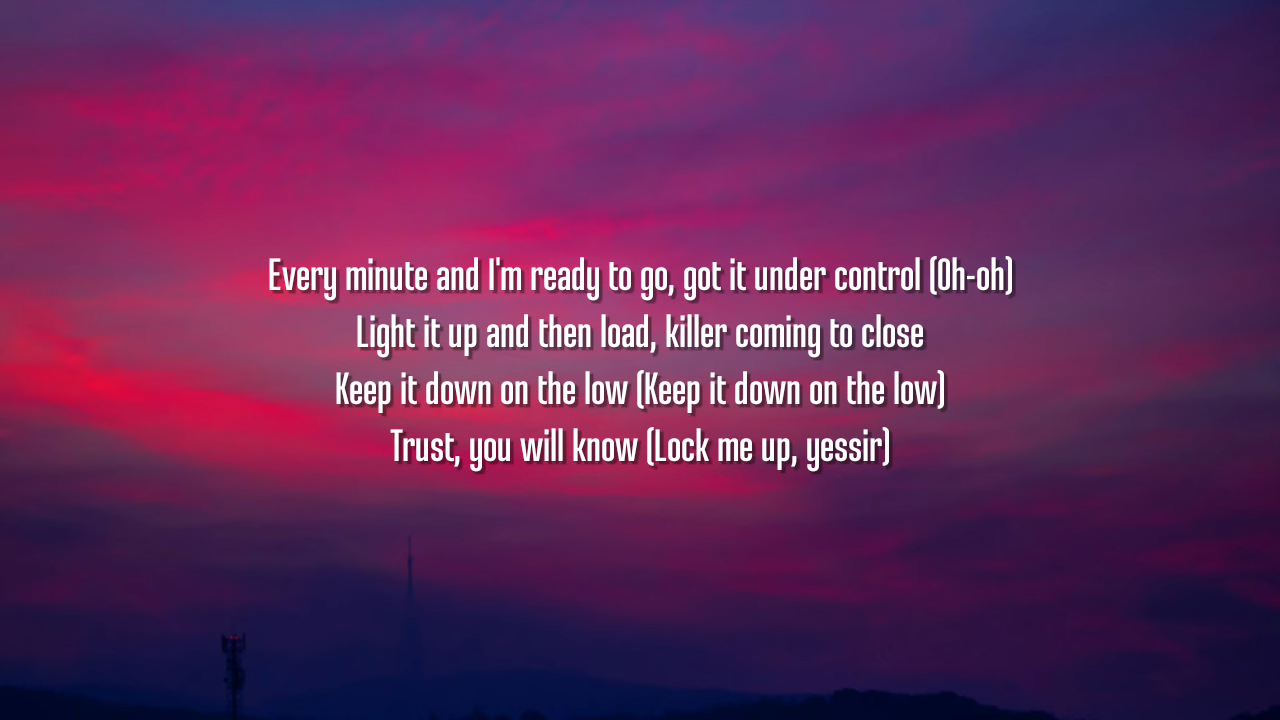 Every minute and I'm ready to go, got it under control (Oh-oh)
Light it up and then load, killer coming to close
Keep it down on the low (Keep it down on the low)
Trust, you will know (Lock me up, yessir)